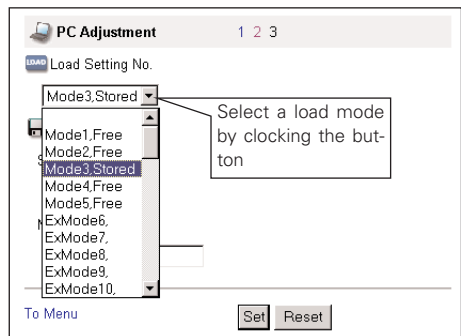 PC Adjustment 1 2 3
LOAD Load Setting No.
Mode3,Stored
Select a load mode
by clocking the but-
ton
Mode1,Free
Mode2,Free
Mode3,Stored
Mode4,Free
Mode5,Free
ExMode6,
ExMode7,
ExMode8,
ExMode9,
ExMode10,
To Menu Set Reset